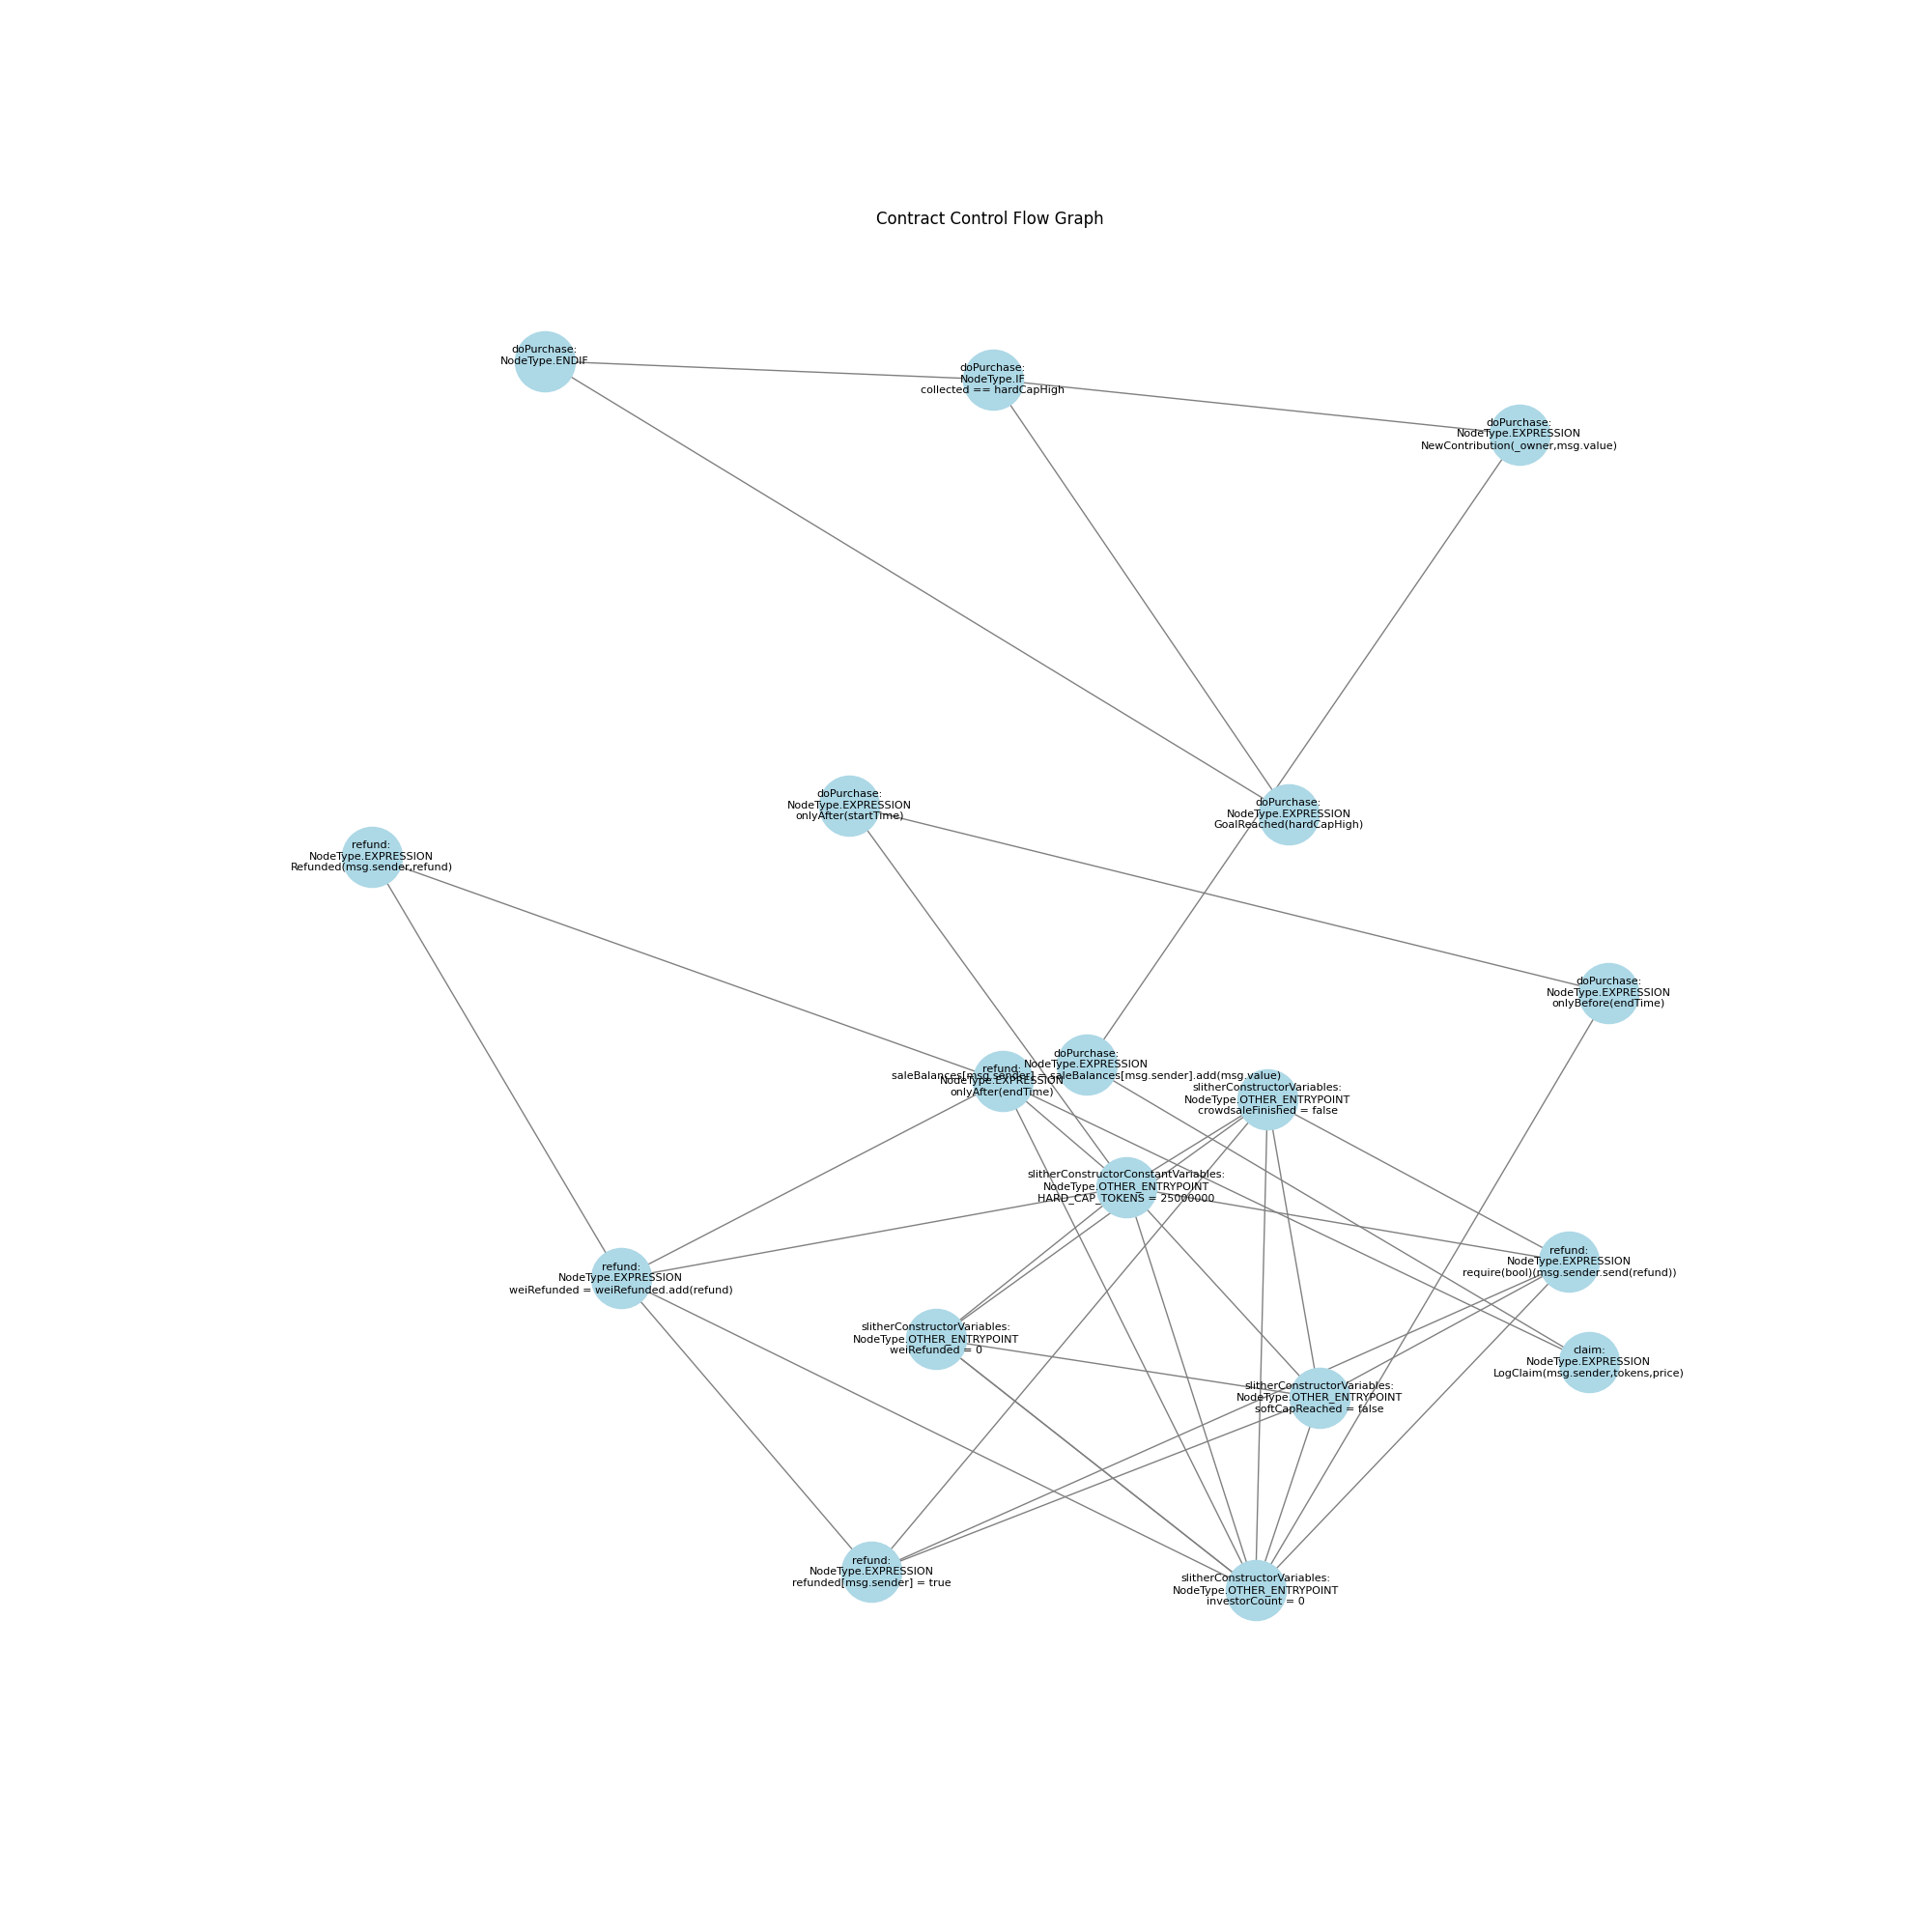 Contract Control Flow Graph
doPurchase:
NodeType.ENDIF
doPurchase:
NodeType.IF
collected == hardCapHigh
doPurchase:
NodeType.EXPRESSION
NewContribution(_owner,msg.value)
doPurchase:
NodeType.EXPRESSION
onlyAfter(startTime)
doPurchase:
NodeType.EXPRESSION
GoalReached(hardCapHigh)
refund:
NodeType.EXPRESSION
Refunded(msg.sender,refund)
doPurchase:
NodeType.EXPRESSION
onlyBefore(endTime)
doPurchase:
NodeType.EXPRESSION
saleBalances[msg.sender] = saleBalances[msg.sender].add(msg.value)
refund:
NodeType.EXPRESSION
onlyAfter(endTime)
slitherConstructorVariables:
NodeType.OTHER_ENTRYPOINT
crowdsaleFinished = false
slitherConstructorConstantVariables:
NodeType.OTHER_ENTRYPOINT
HARD_CAP_TOKENS = 25000000
refund:
NodeType.EXPRESSION
require(bool)(msg.sender.send(refund))
refund:
NodeType.EXPRESSION
weiRefunded = weiRefunded.add(refund)
slitherConstructorVariables:
NodeType.OTHER_ENTRYPOINT
weiRefunded = 0
claim:
NodeType.EXPRESSION
LogClaim(msg.sender,tokens,price)
slitherConstructorVariables:
NodeType.OTHER_ENTRYPOINT
softCapReached = false
refund:
NodeType.EXPRESSION
refunded[msg.sender] = true
slitherConstructorVariables:
NodeType.OTHER_ENTRYPOINT
investorCount = 0